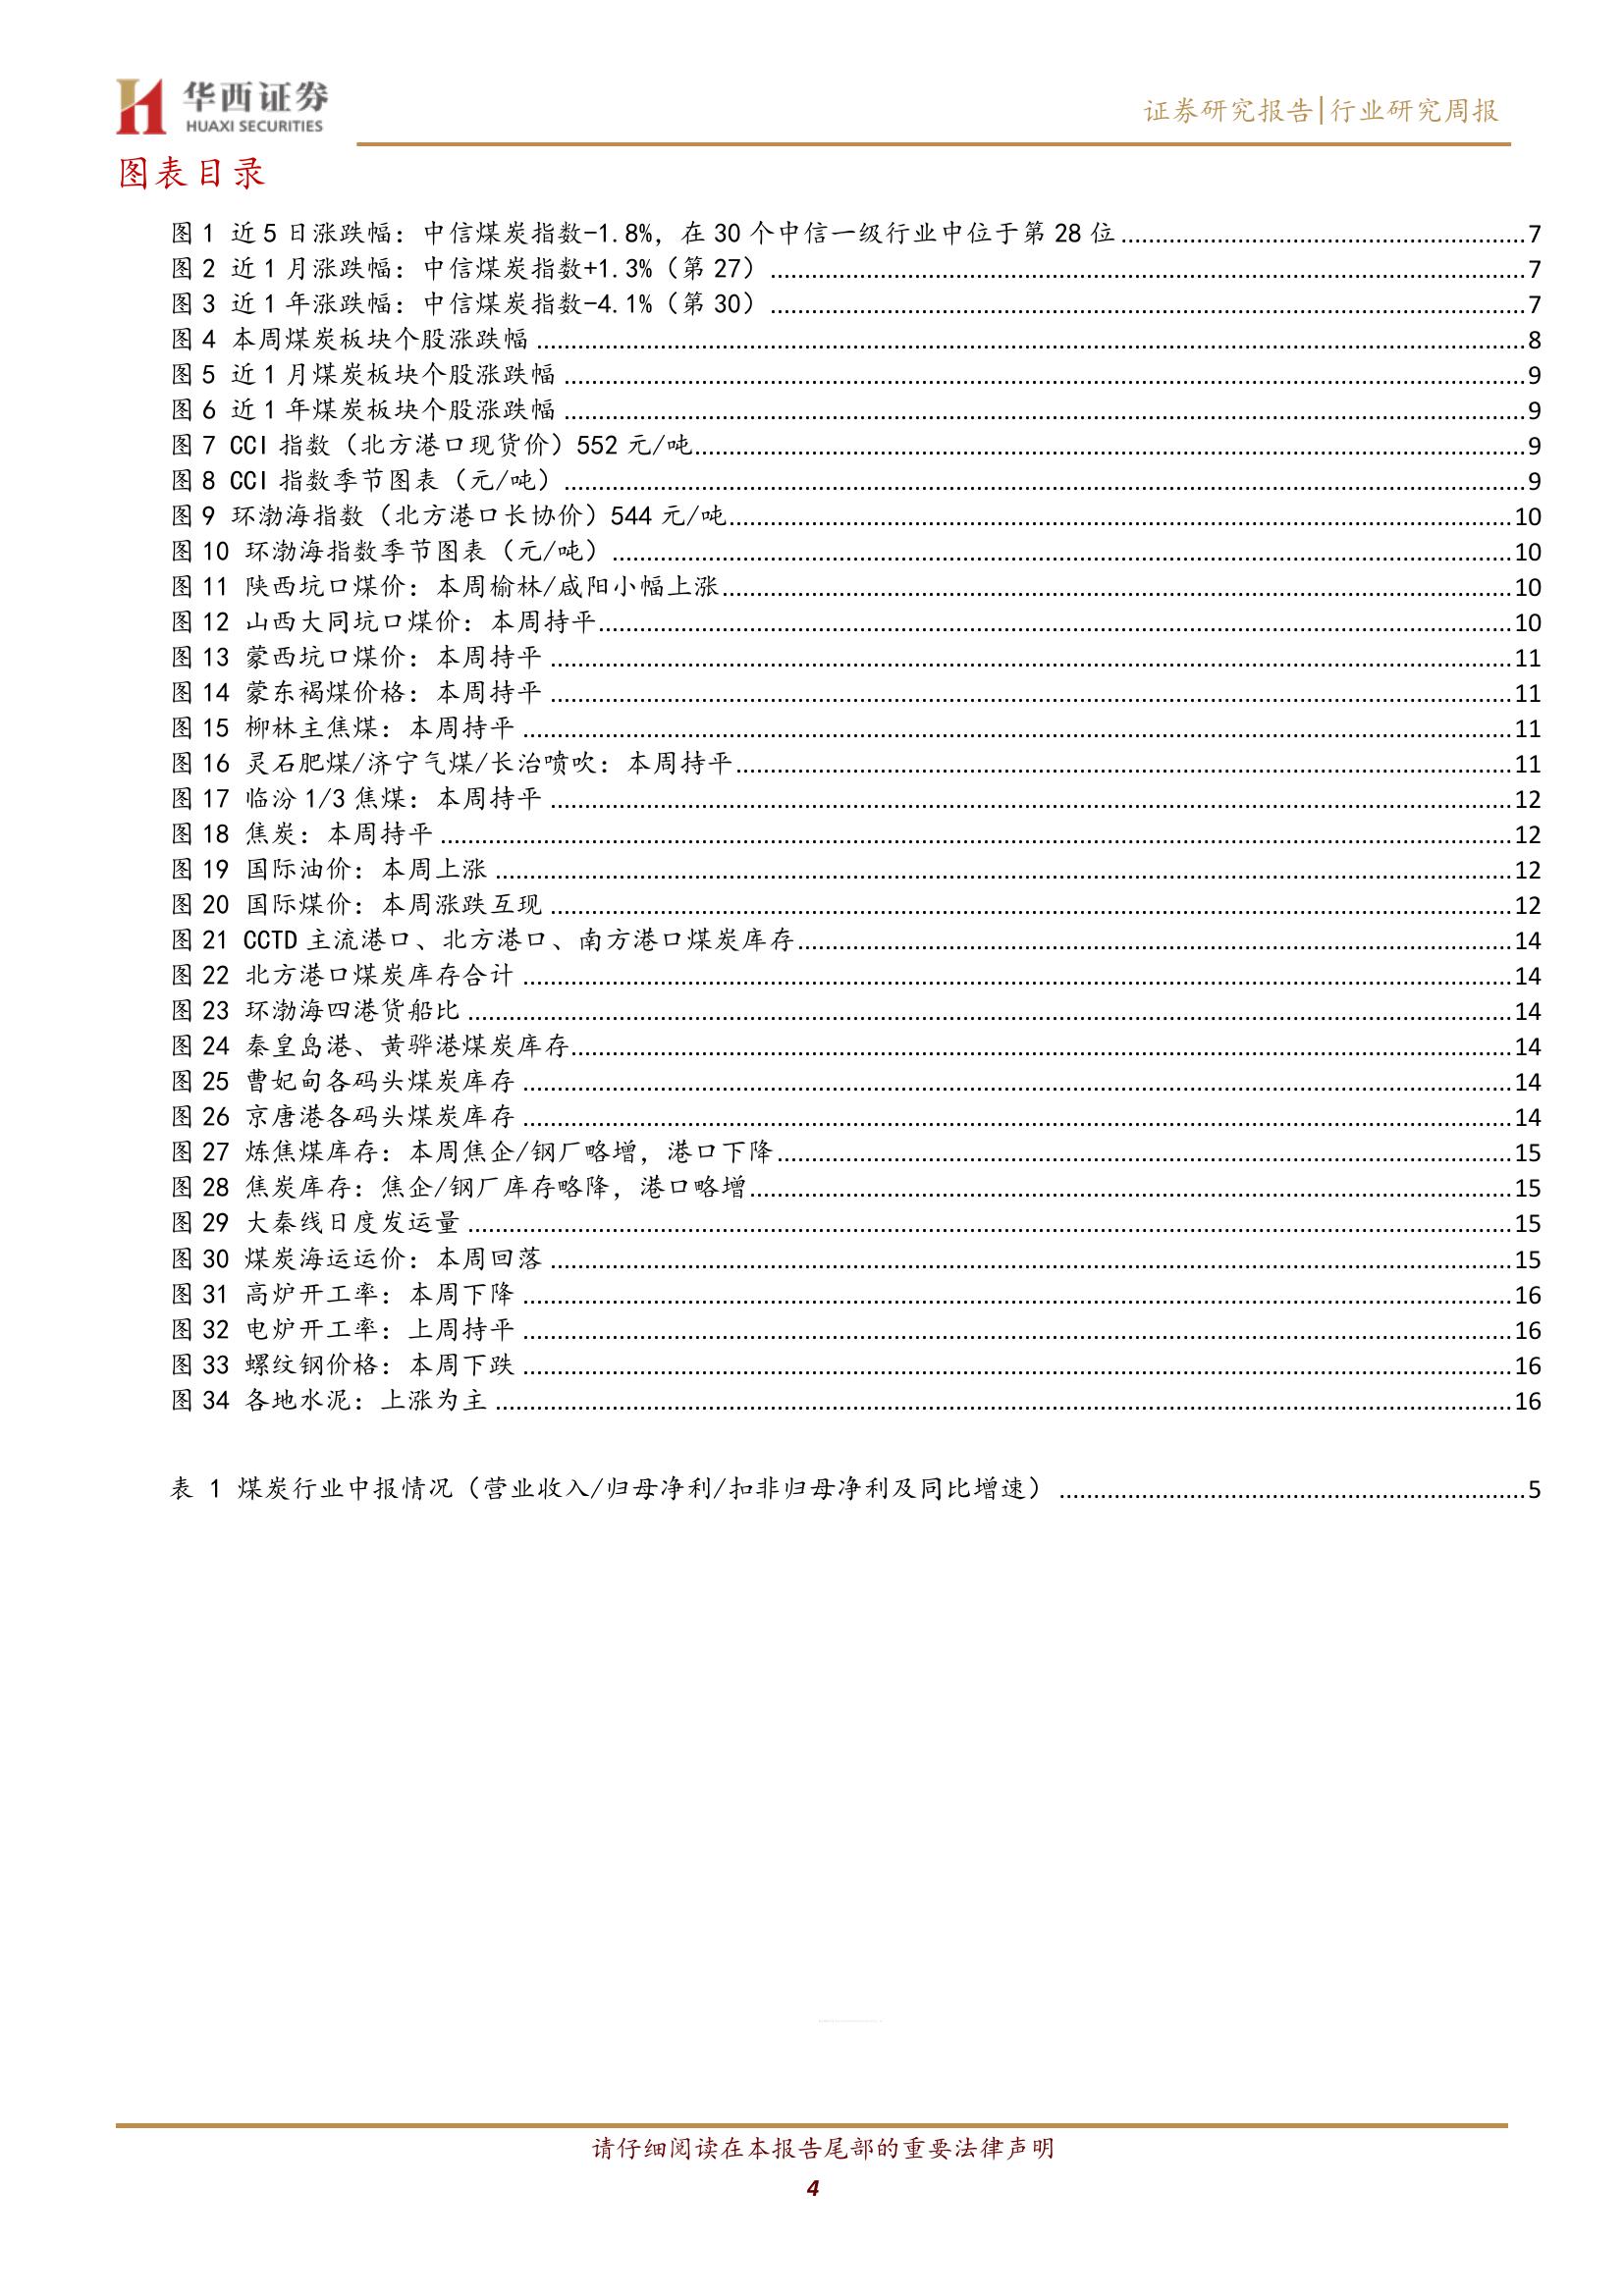 华西证券
HUAXI SECURITIES
证券研究报告|行业研究周报
图表目录
图 1 近 5 日涨跌幅：中信煤炭指数-1.8%，在 30 个中信一级行业中位于第 28 位 7
图 2 近 1 月涨跌幅：中信煤炭指数+1.3%（第 27） 7
图 3 近 1 年涨跌幅：中信煤炭指数-4.1%（第 30） 7
图 4 本周煤炭板块个股涨跌幅 8
图 5 近 1 月煤炭板块个股涨跌幅 9
图 6 近 1 年煤炭板块个股涨跌幅 9
图 7 CCI 指数（北方港口现货价）552 元/吨 9
图 8 CCI 指数季节图表（元/吨） 9
图 9 环渤海指数（北方港口长协价）544 元/吨 10
图 10 环渤海指数季节图表（元/吨） 10
图 11 陕西坑口煤价：本周榆林/咸阳小幅上涨 10
图 12 山西大同坑口煤价：本周持平 10
图 13 蒙西坑口煤价：本周持平 11
图 14 蒙东褐煤价格：本周持平 11
图 15 柳林主焦煤：本周持平 11
图 16 灵石肥煤/济宁气煤/长治喷吹：本周持平 11
图 17 临汾 1/3 焦煤：本周持平 12
图 18 焦炭：本周持平 12
图 19 国际油价：本周上涨 12
图 20 国际煤价：本周涨跌互现 12
图 21 CCTD 主流港口、北方港口、南方港口煤炭库存 14
图 22 北方港口煤炭库存合计 14
图 23 环渤海四港货船比 14
图 24 秦皇岛港、黄骅港煤炭库存 14
图 25 曹妃甸各码头煤炭库存 14
图 26 京唐港各码头煤炭库存 14
图 27 炼焦煤库存：本周焦企/钢厂略增，港口下降 15
图 28 焦炭库存：焦企/钢厂库存略降，港口略增 15
图 29 大秦线日度发运量 15
图 30 煤炭海运运价：本周回落 15
图 31 高炉开工率：本周下降 16
图 32 电炉开工率：上周持平 16
图 33 螺纹钢价格：本周下跌 16
图 34 各地水泥：上涨为主 16
表 1 煤炭行业中报情况（营业收入/归母净利/扣非归母净利及同比增速） 5
请仔细阅读在本报告尾部的重要法律声明
4